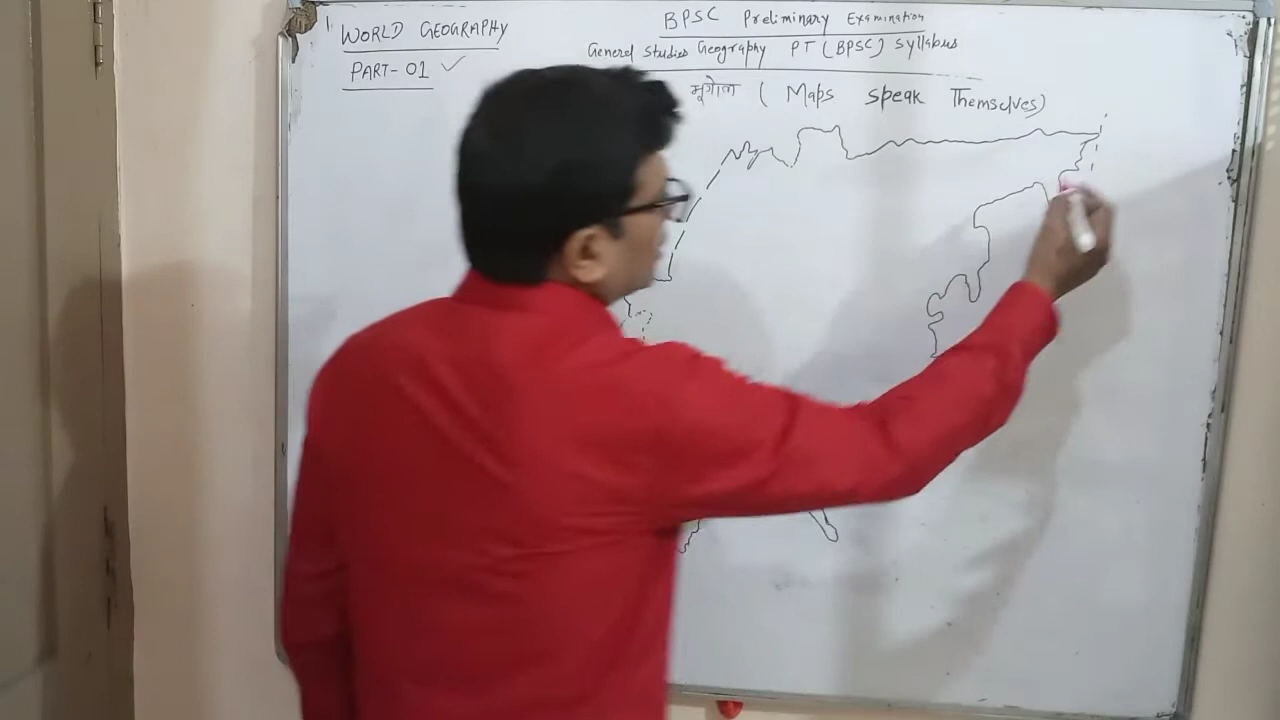 WORLD GEOGRAPHY
PART-01 ✓
BPSC Preliminary Examination
General Studies Geography PT (BPSC) Syllabus
भूगोल ( Maps Speak Themselves)